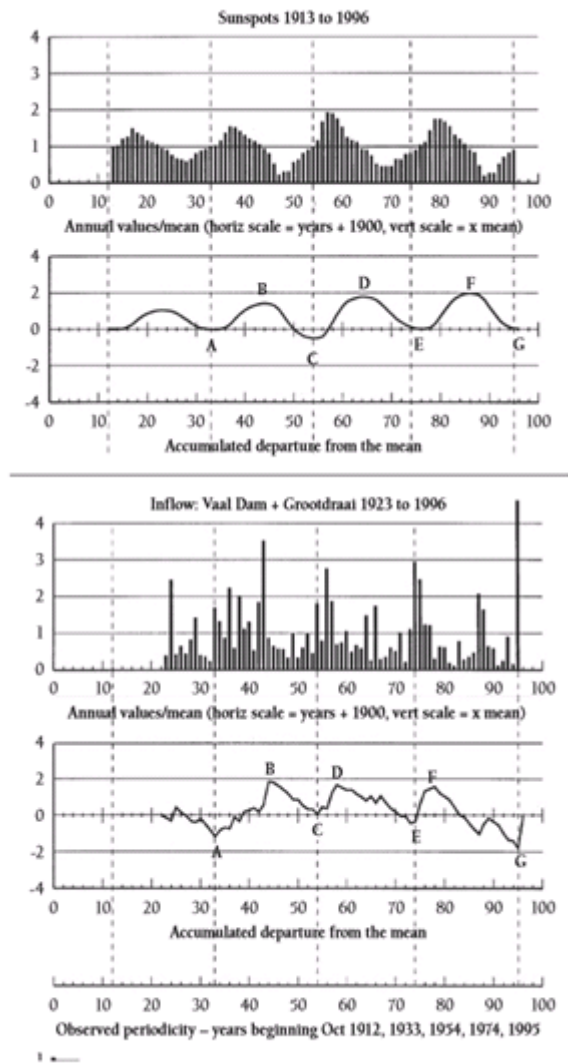 Sunspots 1913 to 1996
4
3
2
1
0
0 10 20 30 40 50 60 70 80 90 100
Annual values/mean (horiz scale = years + 1900, vert scale = x mean)
4
2
0
-2
-4
A B C D E F G
0 10 20 30 40 50 60 70 80 90 100
Accumulated departure from the mean
Inflow: Vaal Dam + Grootdraai 1923 to 1996
4
3
2
1
0
0 10 20 30 40 50 60 70 80 90 100
Annual values/mean (horiz scale = years + 1900, vert scale = x mean)
4
2
0
-2
-4
A B C D E F G
0 10 20 30 40 50 60 70 80 90 100
Accumulated departure from the mean
0 10 20 30 40 50 60 70 80 90 100
Observed periodicity – years beginning Oct 1912, 1933, 1954, 1974, 1995